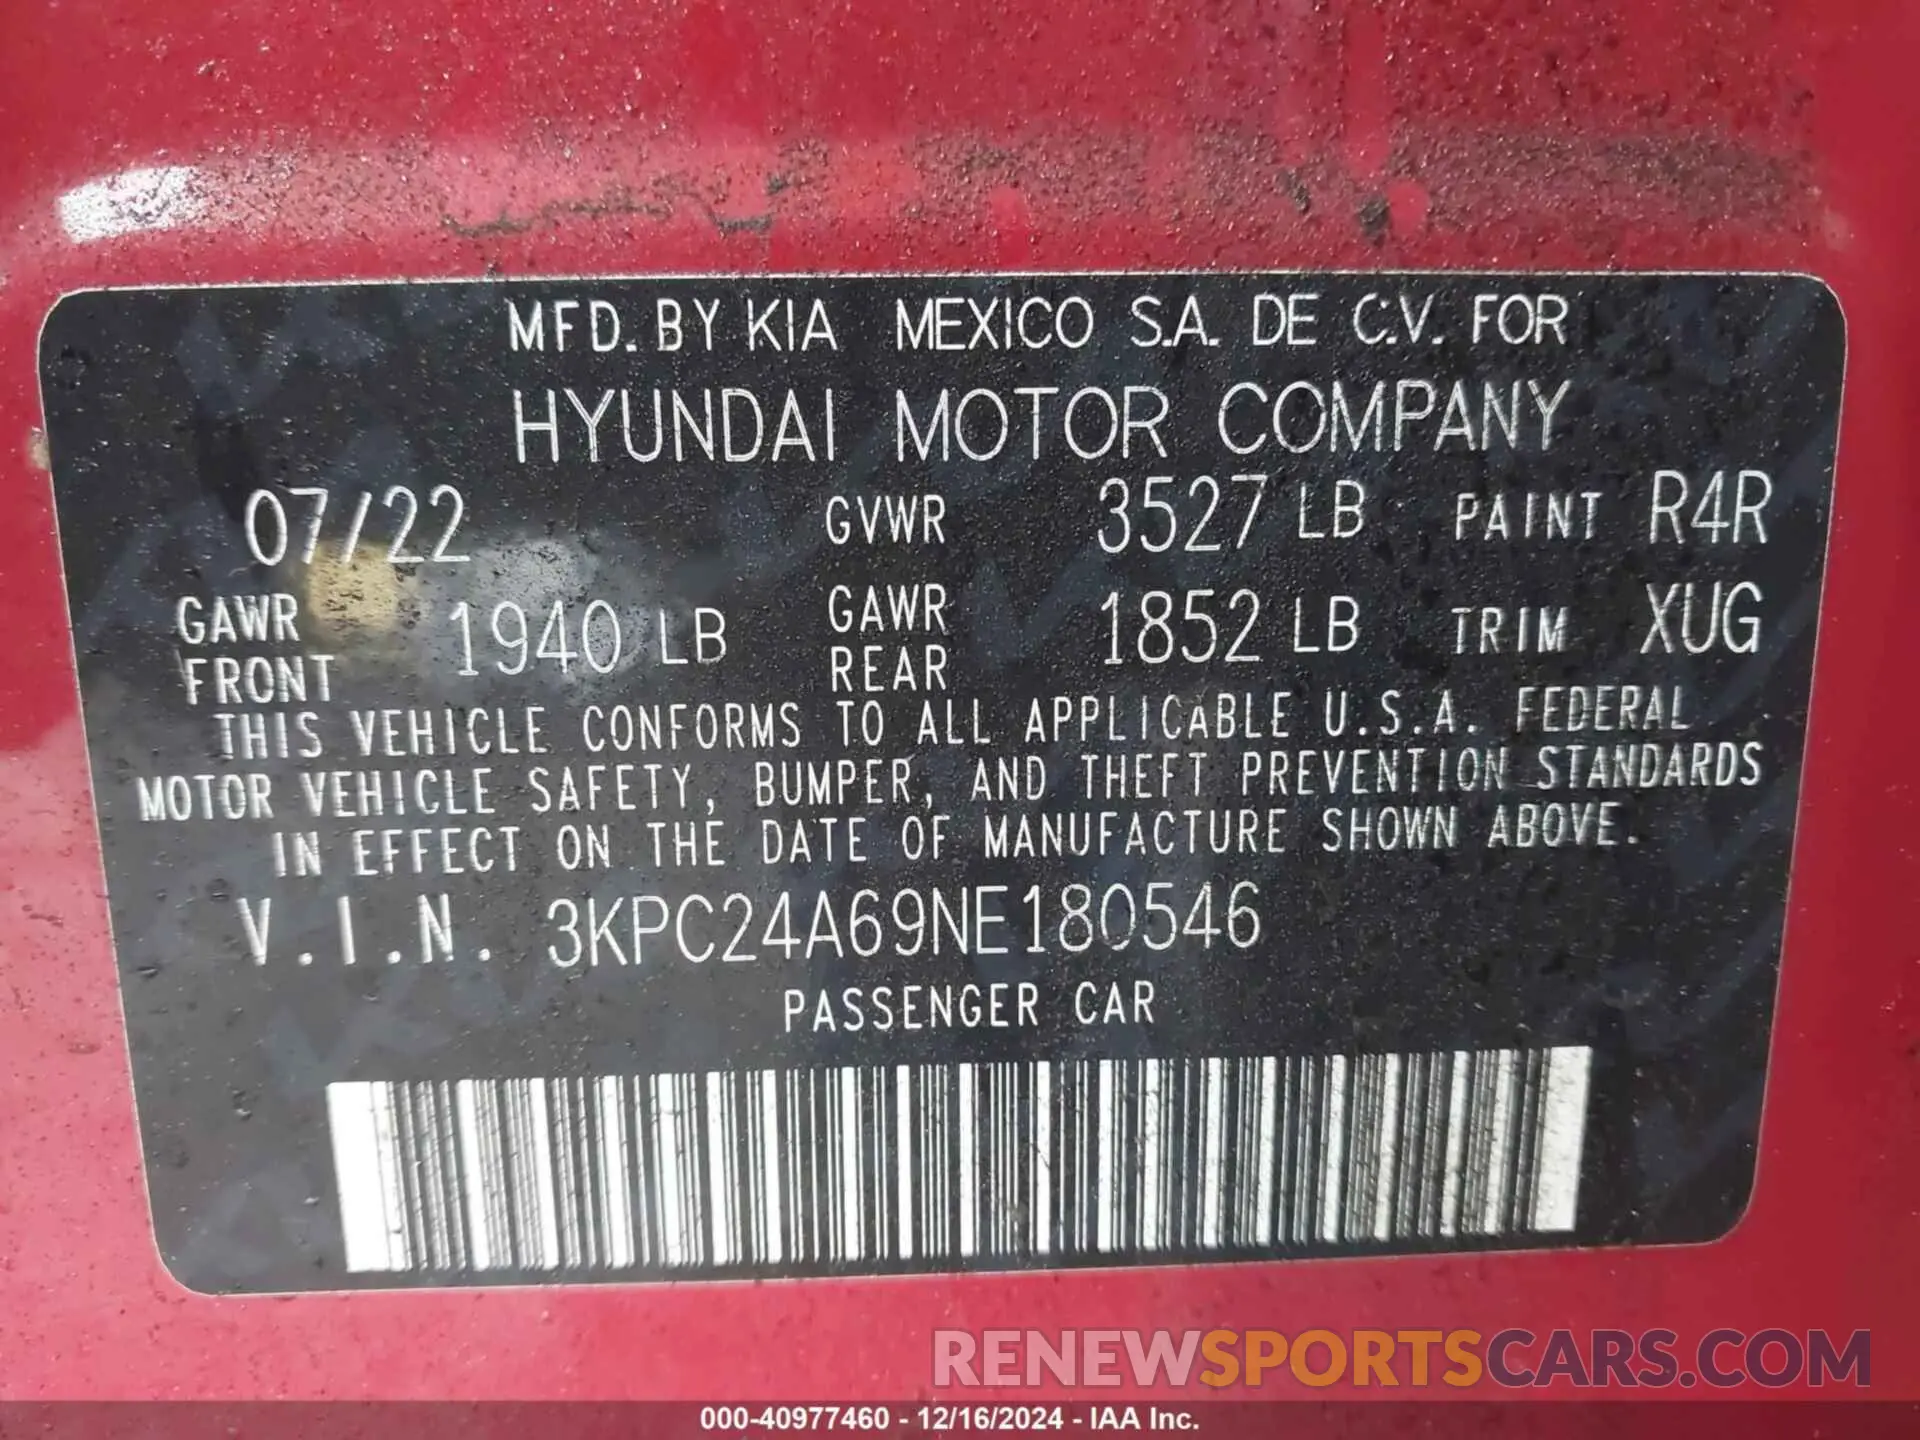 MFD. BY KIA MEXICO S.A. DE C.V. FOR
HYUNDAI MOTOR COMPANY
07/22 GVWR 3527 LB PAINT R4R
GAWR FRONT 1940 LB GAWR REAR 1852 LB TRIM XUG
THIS VEHICLE CONFORMS TO ALL APPLICABLE U.S.A. FEDERAL
MOTOR VEHICLE SAFETY, BUMPER, AND THEFT PREVENTION STANDARDS
IN EFFECT ON THE DATE OF MANUFACTURE SHOWN ABOVE.
V.I.N. 3KPC24A69NE180546
PASSENGER CAR
RENEWSPORTSCARS.COM
000-40977460 - 12/16/2024 - IAA Inc.